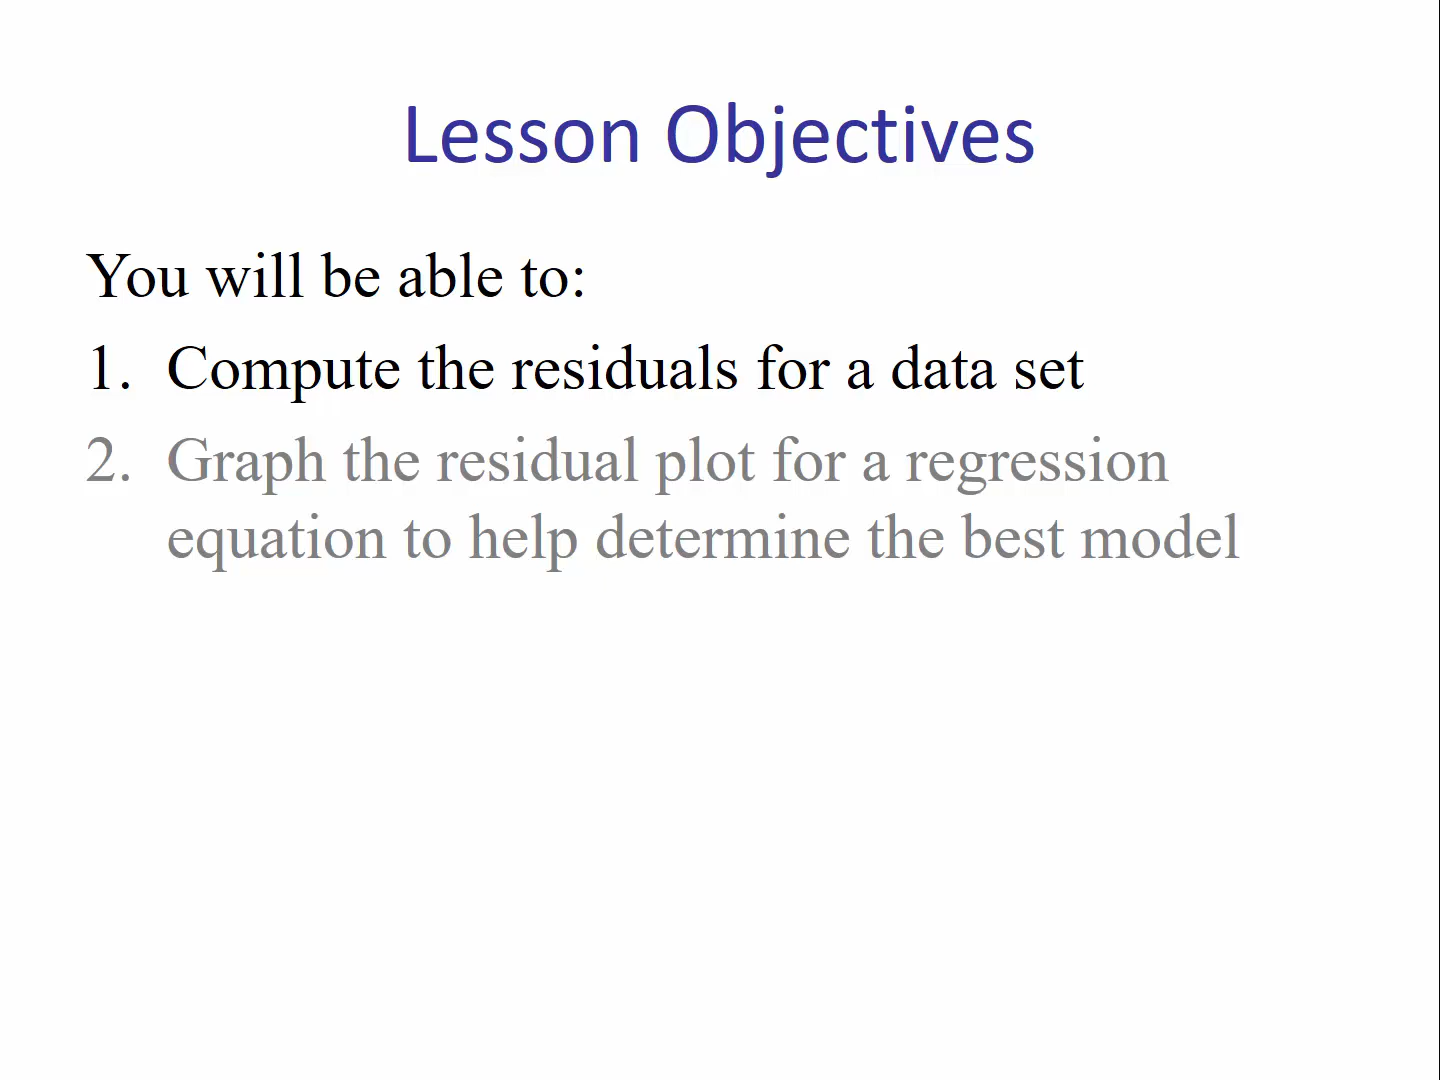 Lesson Objectives
You will be able to:
1. Compute the residuals for a data set
2. Graph the residual plot for a regression
equation to help determine the best model